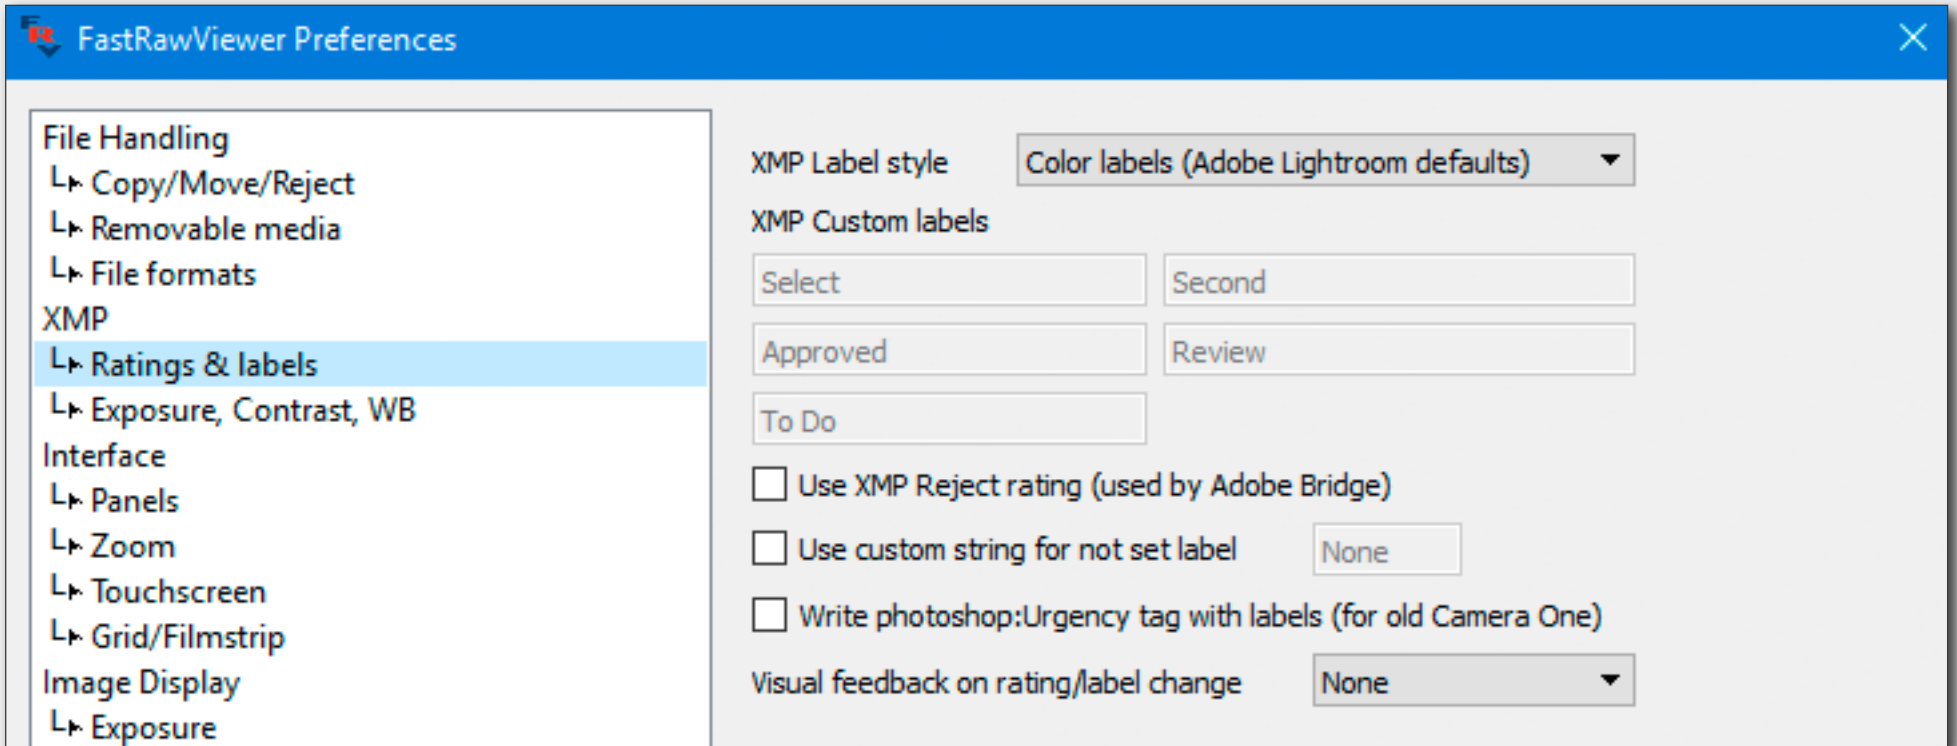 FastRawViewer Preferences
File Handling
Copy/Move/Reject
Removable media
File formats
XMP
Ratings & labels
Exposure, Contrast, WB
Interface
Panels
Zoom
Touchscreen
Grid/Filmstrip
Image Display
Exposure
XMP Label style Color labels (Adobe Lightroom defaults)
XMP Custom labels
Select Second
Approved Review
To Do
Use XMP Reject rating (used by Adobe Bridge)
Use custom string for not set label None
Write photoshop:Urgency tag with labels (for old Camera One)
Visual feedback on rating/label change None